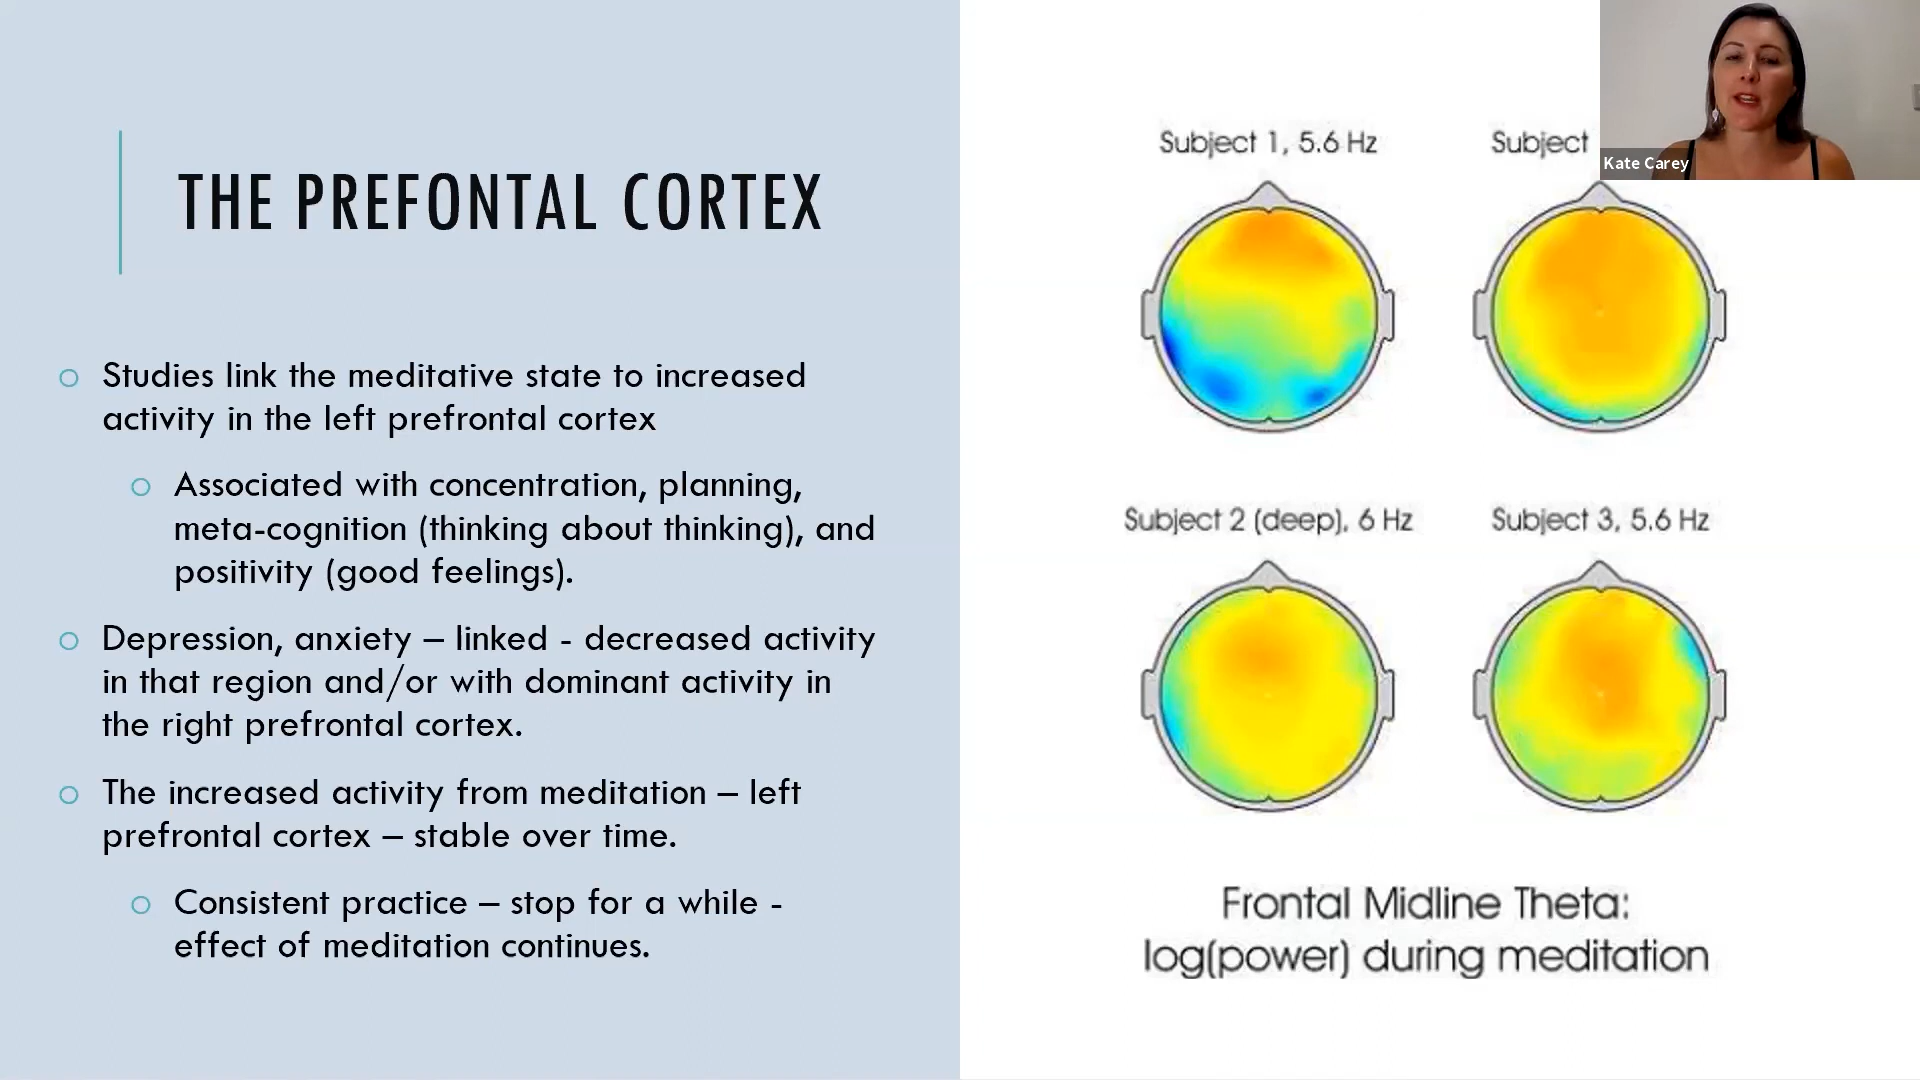 THE PREFONTAL CORTEX
Studies link the meditative state to increased
activity in the left prefrontal cortex
Associated with concentration, planning,
meta-cognition (thinking about thinking), and
positivity (good feelings).
Depression, anxiety – linked - decreased activity
in that region and/or with dominant activity in
the right prefrontal cortex.
The increased activity from meditation – left
prefrontal cortex – stable over time.
Consistent practice – stop for a while -
effect of meditation continues.
Subject 1, 5.6 Hz
Subject
Kate Carey
Subject 2 (deep), 6 Hz
Subject 3, 5.6 Hz
Frontal Midline Theta:
log(power) during meditation